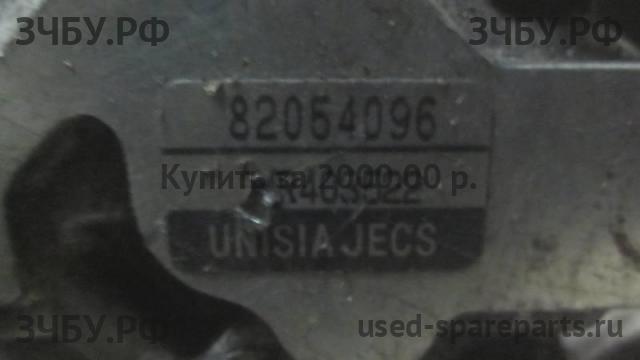 ЗЧБУ.РФ ЗЧБУ.РФ
82054096
Купить за 2000.00 р.
UNISIA JECS
ЗЧБУ.РФ used-spareparts.ru